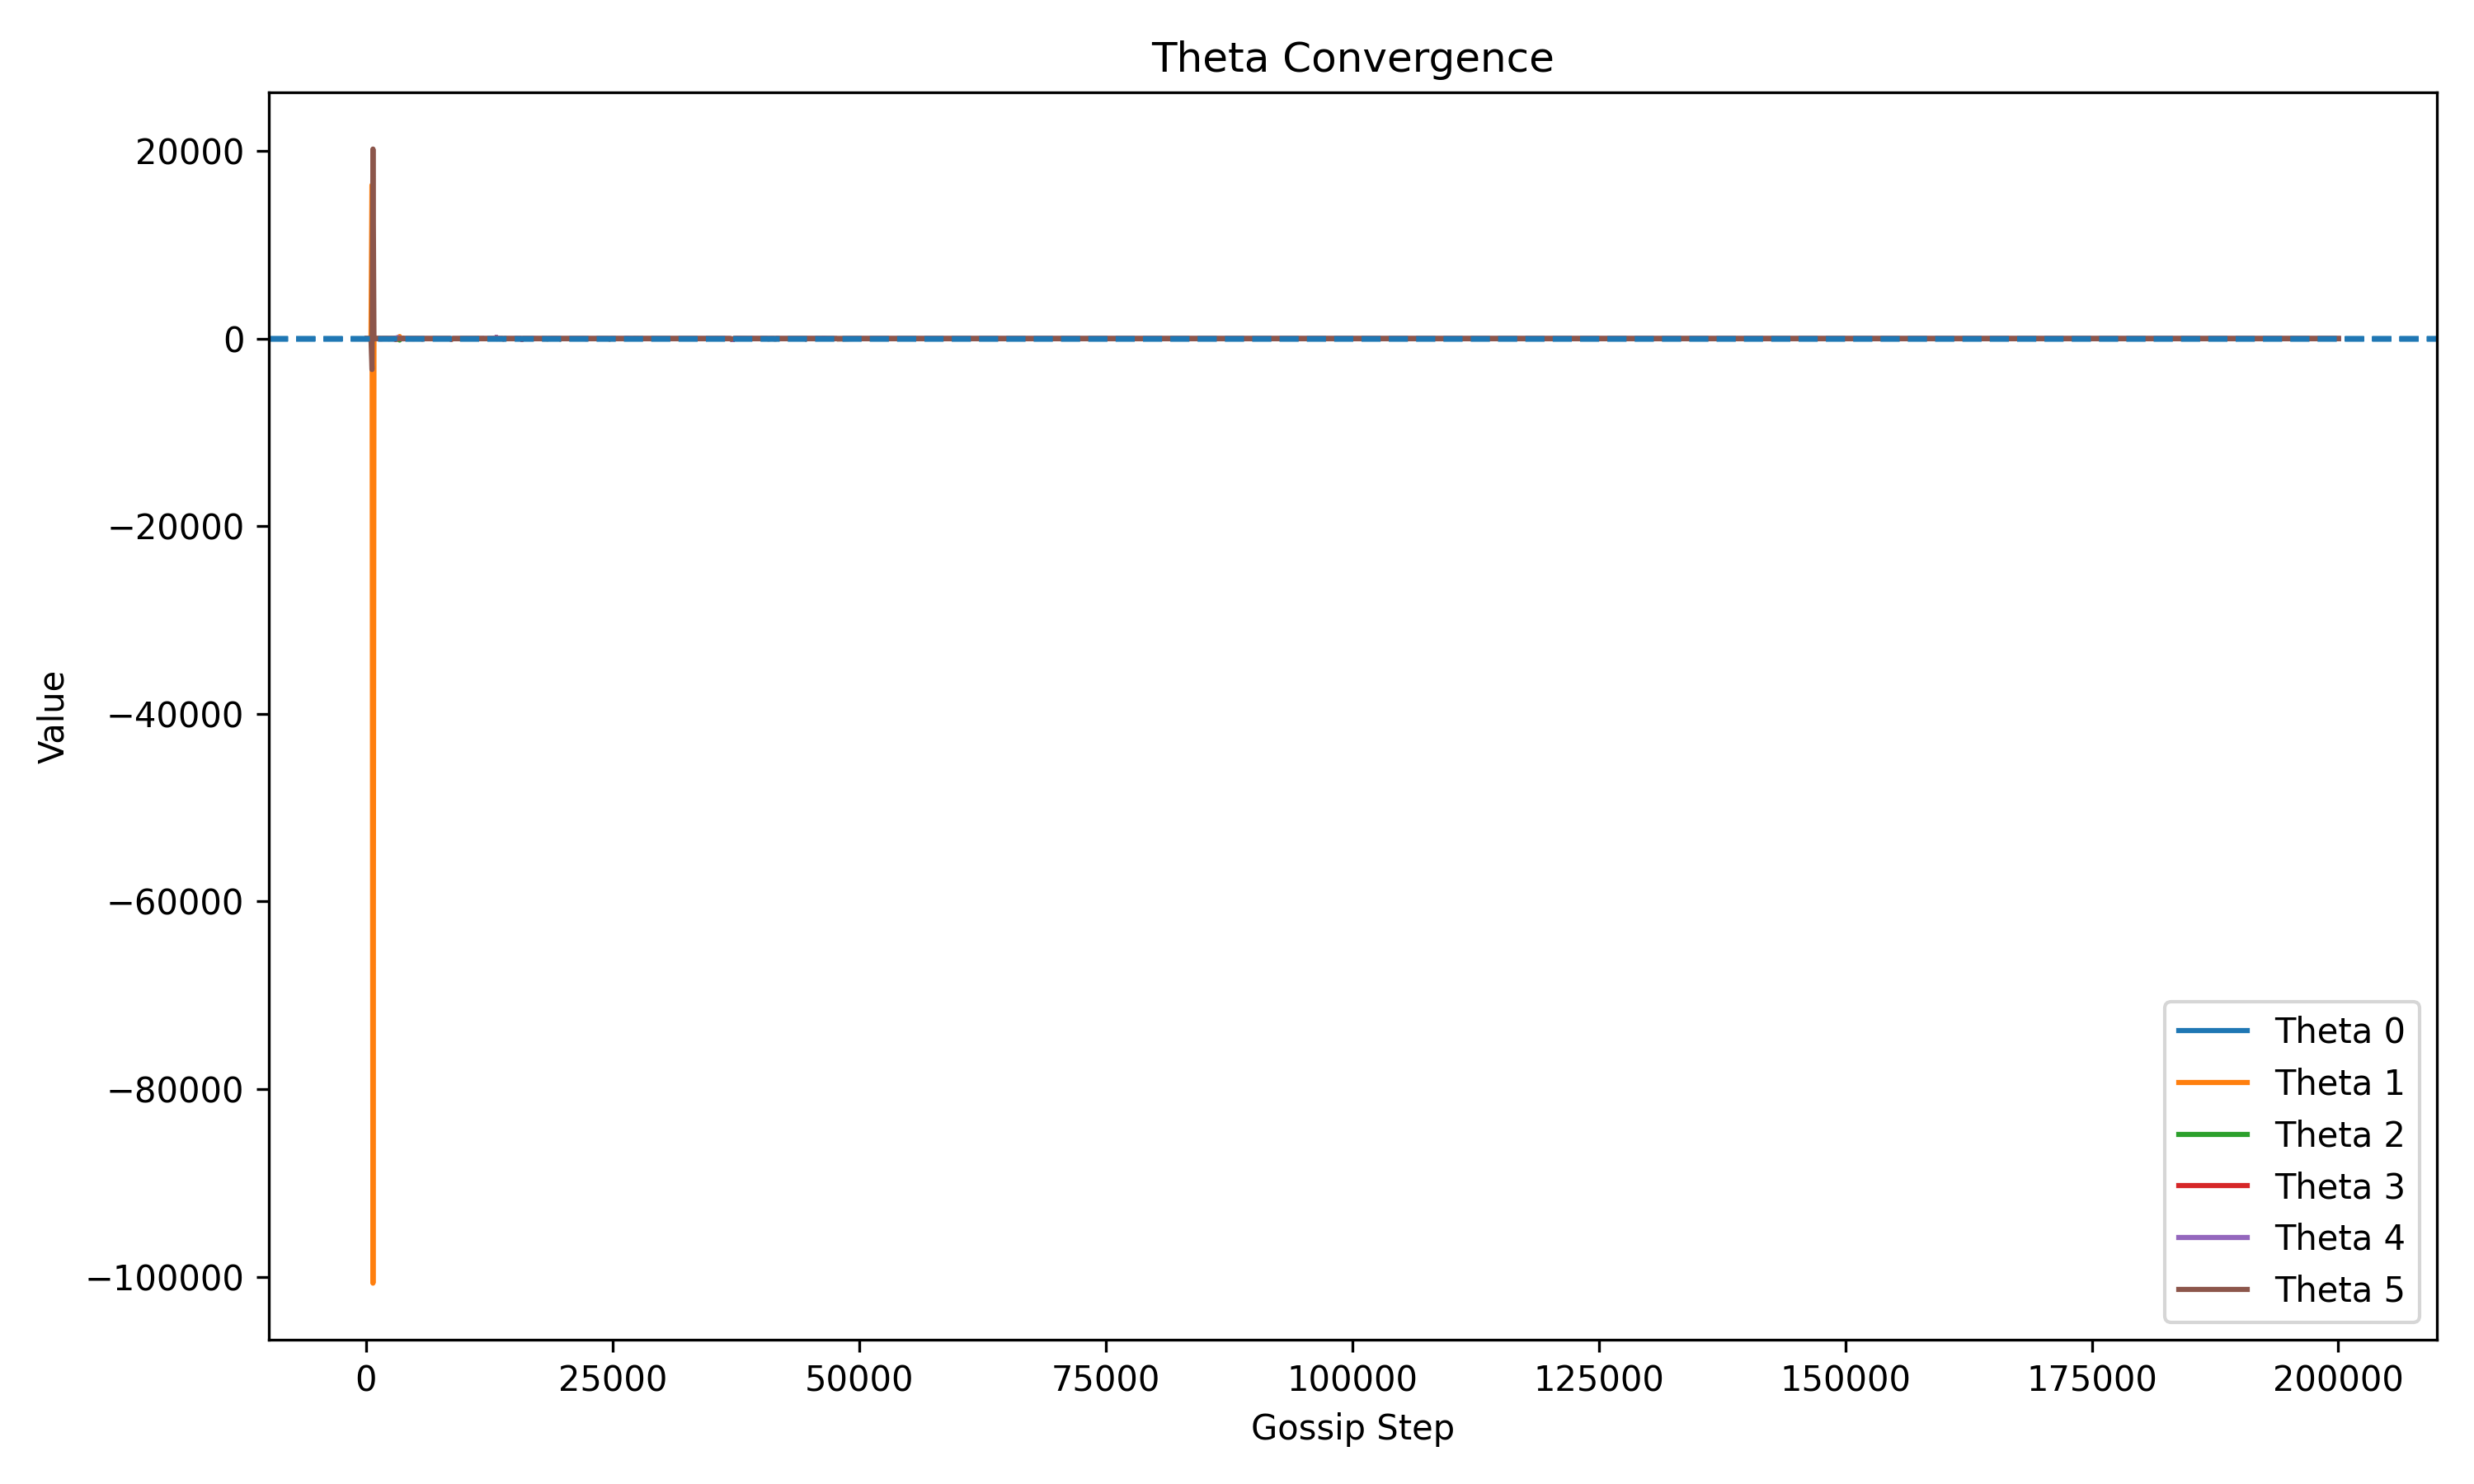 Theta Convergence
20000
0
−20000
−40000
−60000
−80000
−100000
Value
0 25000 50000 75000 100000 125000 150000 175000 200000
Gossip Step
Theta 0
Theta 1
Theta 2
Theta 3
Theta 4
Theta 5